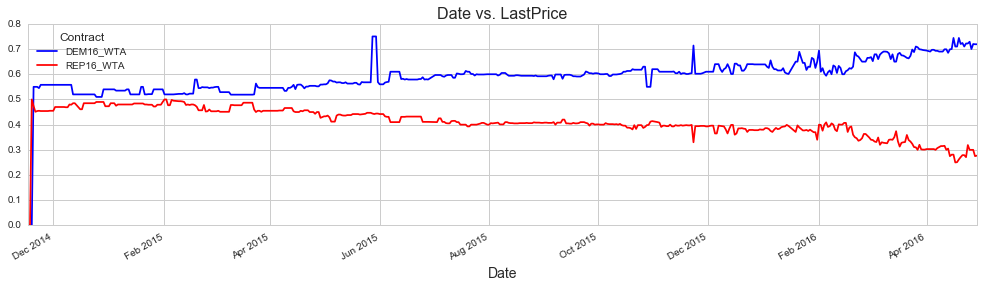 Date vs. LastPrice
0.8
0.7
0.6
0.5
0.4
0.3
0.2
0.1
0.0
Contract
DEM16_WTA
REP16_WTA
Dec 2014
Feb 2015
Apr 2015
Jun 2015
Aug 2015
Oct 2015
Dec 2015
Feb 2016
Apr 2016
Date